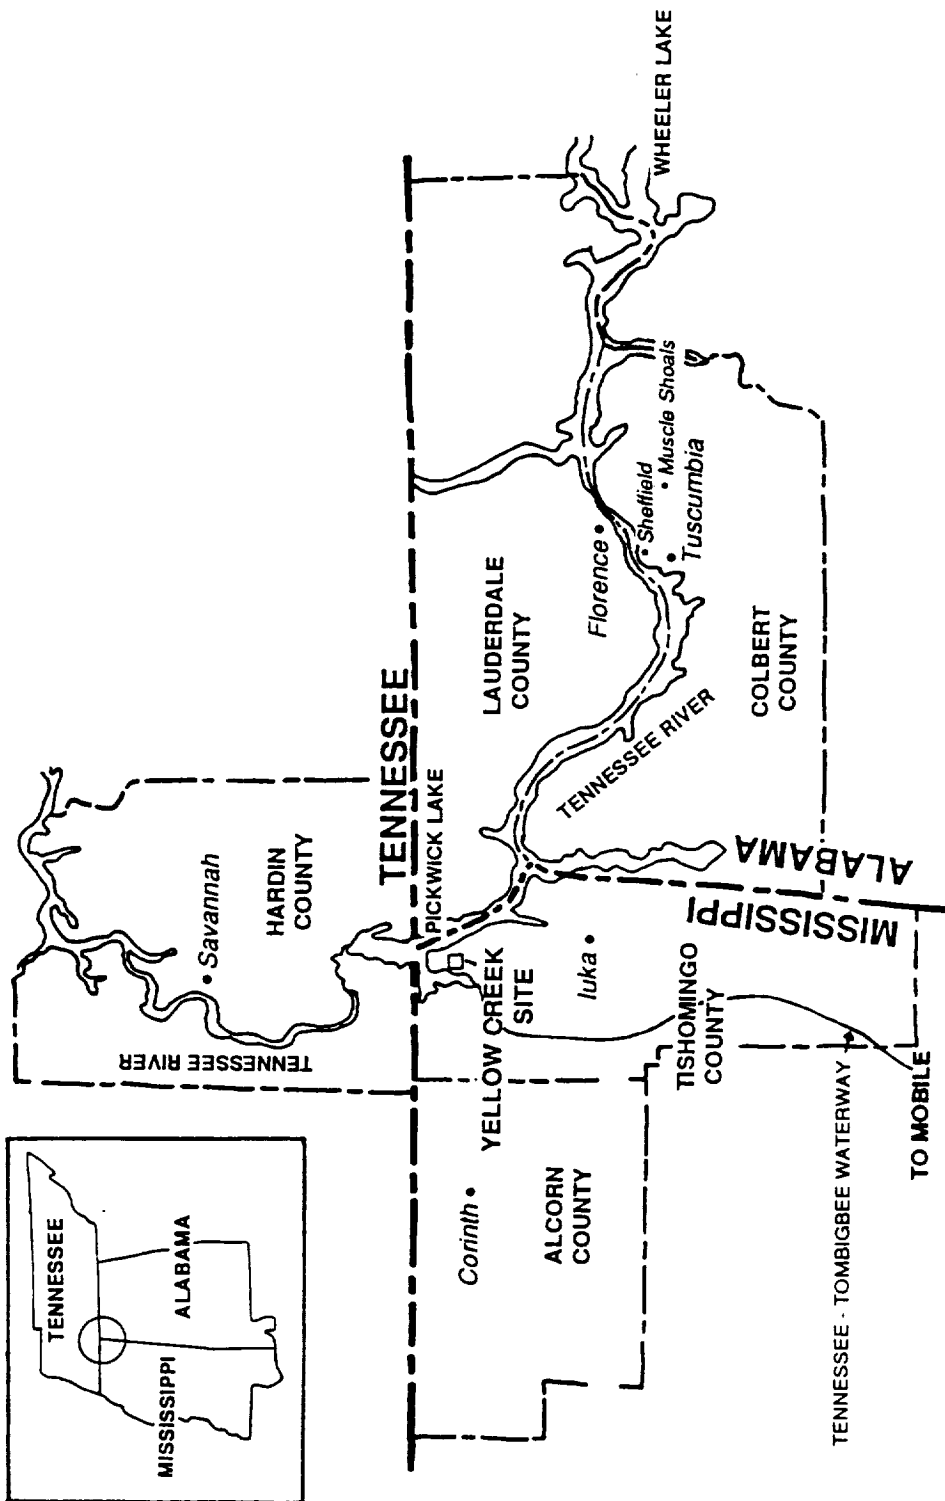 TENNESSEE
ALABAMA
MISSISSIPPI
TENNESSEE RIVER
Savannah
HARDIN
COUNTY
TENNESSEE
PICKWICK LAKE
WHEELER LAKE
LAUDERDALE
COUNTY
Florence
Sheffield
Muscle Shoals
Tuscumbia
TENNESSEE RIVER
COLBERT
COUNTY
ALABAMA
MISSISSIPPI
YELLOW CREEK
SITE
Iuka
TISHOMINGO
COUNTY
Corinth
ALCORN
COUNTY
TENNESSEE - TOMBIGBEE WATERWAY
TO MOBILE